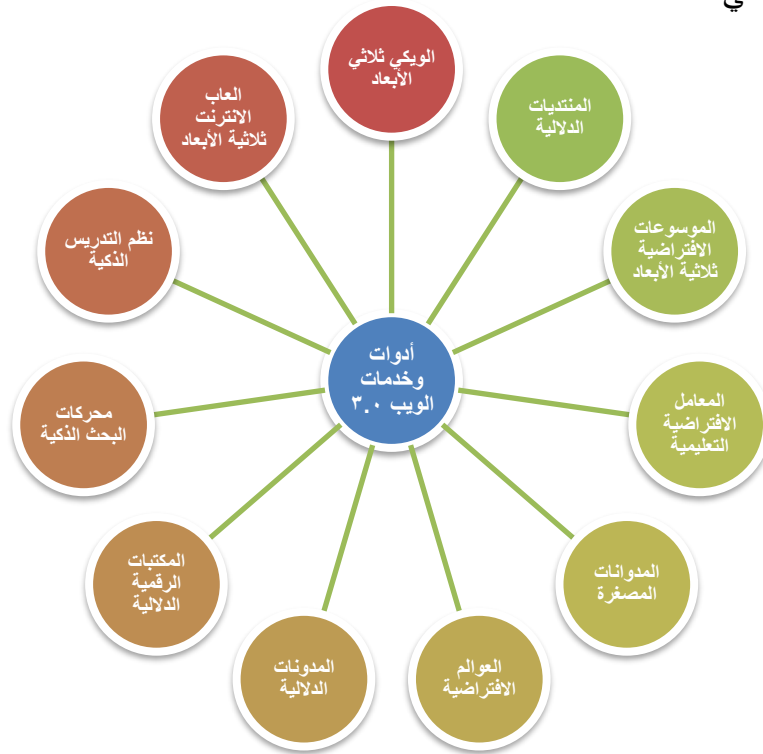 ي
الويكي ثلاثي
الأبعاد
المنتديات
الدلالية
الموسوعات
الافتراضية
ثلاثية الأبعاد
المعامل
الافتراضية
التعليمية
المدوانات
المصغرة
العوالم
الافتراضية
المدونات
الدلالية
المكتبات
الرقمية
الدلالية
محركات
البحث الذكية
نظم التدريس
الذكية
العاب
الانترنت
ثلاثية الأبعاد
أدوات
وخدمات
الويب ٣.٠